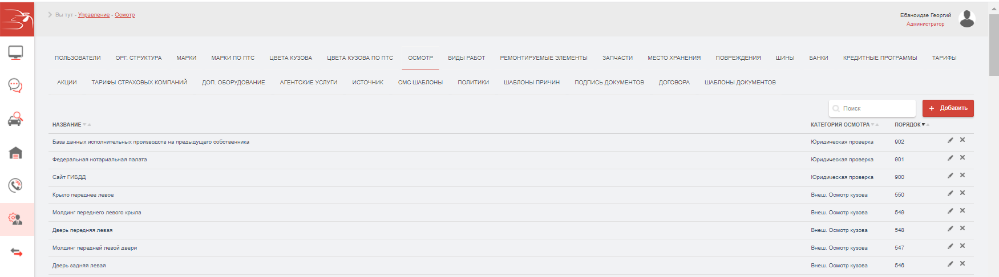 Вы тут - Управление - Осмотр
Ебаноидзе Георгий
Администратор
ПОЛЬЗОВАТЕЛИ ОРГ. СТРУКТУРА МАРКИ МАРКИ ПО ПТС ЦВЕТА КУЗОВА ЦВЕТА КУЗОВА ПО ПТС ОСМОТР ВИДЫ РАБОТ РЕМОНТИРУЕМЫЕ ЭЛЕМЕНТЫ ЗАПЧАСТИ МЕСТО ХРАНЕНИЯ ПОВРЕЖДЕНИЯ ШИНЫ БАНКИ КРЕДИТНЫЕ ПРОГРАММЫ ТАРИФЫ
АКЦИИ ТАРИФЫ СТРАХОВЫХ КОМПАНИЙ ДОП. ОБОРУДОВАНИЕ АГЕНТСКИЕ УСЛУГИ ИСТОЧНИК СМС ШАБЛОНЫ ПОЛИТИКИ ШАБЛОНЫ ПРИЧИН ПОДПИСЬ ДОКУМЕНТОВ ДОГОВОРА ШАБЛОНЫ ДОКУМЕНТОВ
Поиск + Добавить
НАЗВАНИЕ КАТЕГОРИЯ ОСМОТРА ПОРЯДОК
База данных исполнительных производств на предыдущего собственника Юридическая проверка 902
Федеральная нотариальная палата Юридическая проверка 901
Сайт ГИБДД Юридическая проверка 900
Крыло переднее левое Внеш. Осмотр кузова 550
Молдинг переднего левого крыла Внеш. Осмотр кузова 549
Дверь передняя левая Внеш. Осмотр кузова 548
Молдинг передней левой двери Внеш. Осмотр кузова 547
Дверь задняя левая Внеш. Осмотр кузова 546